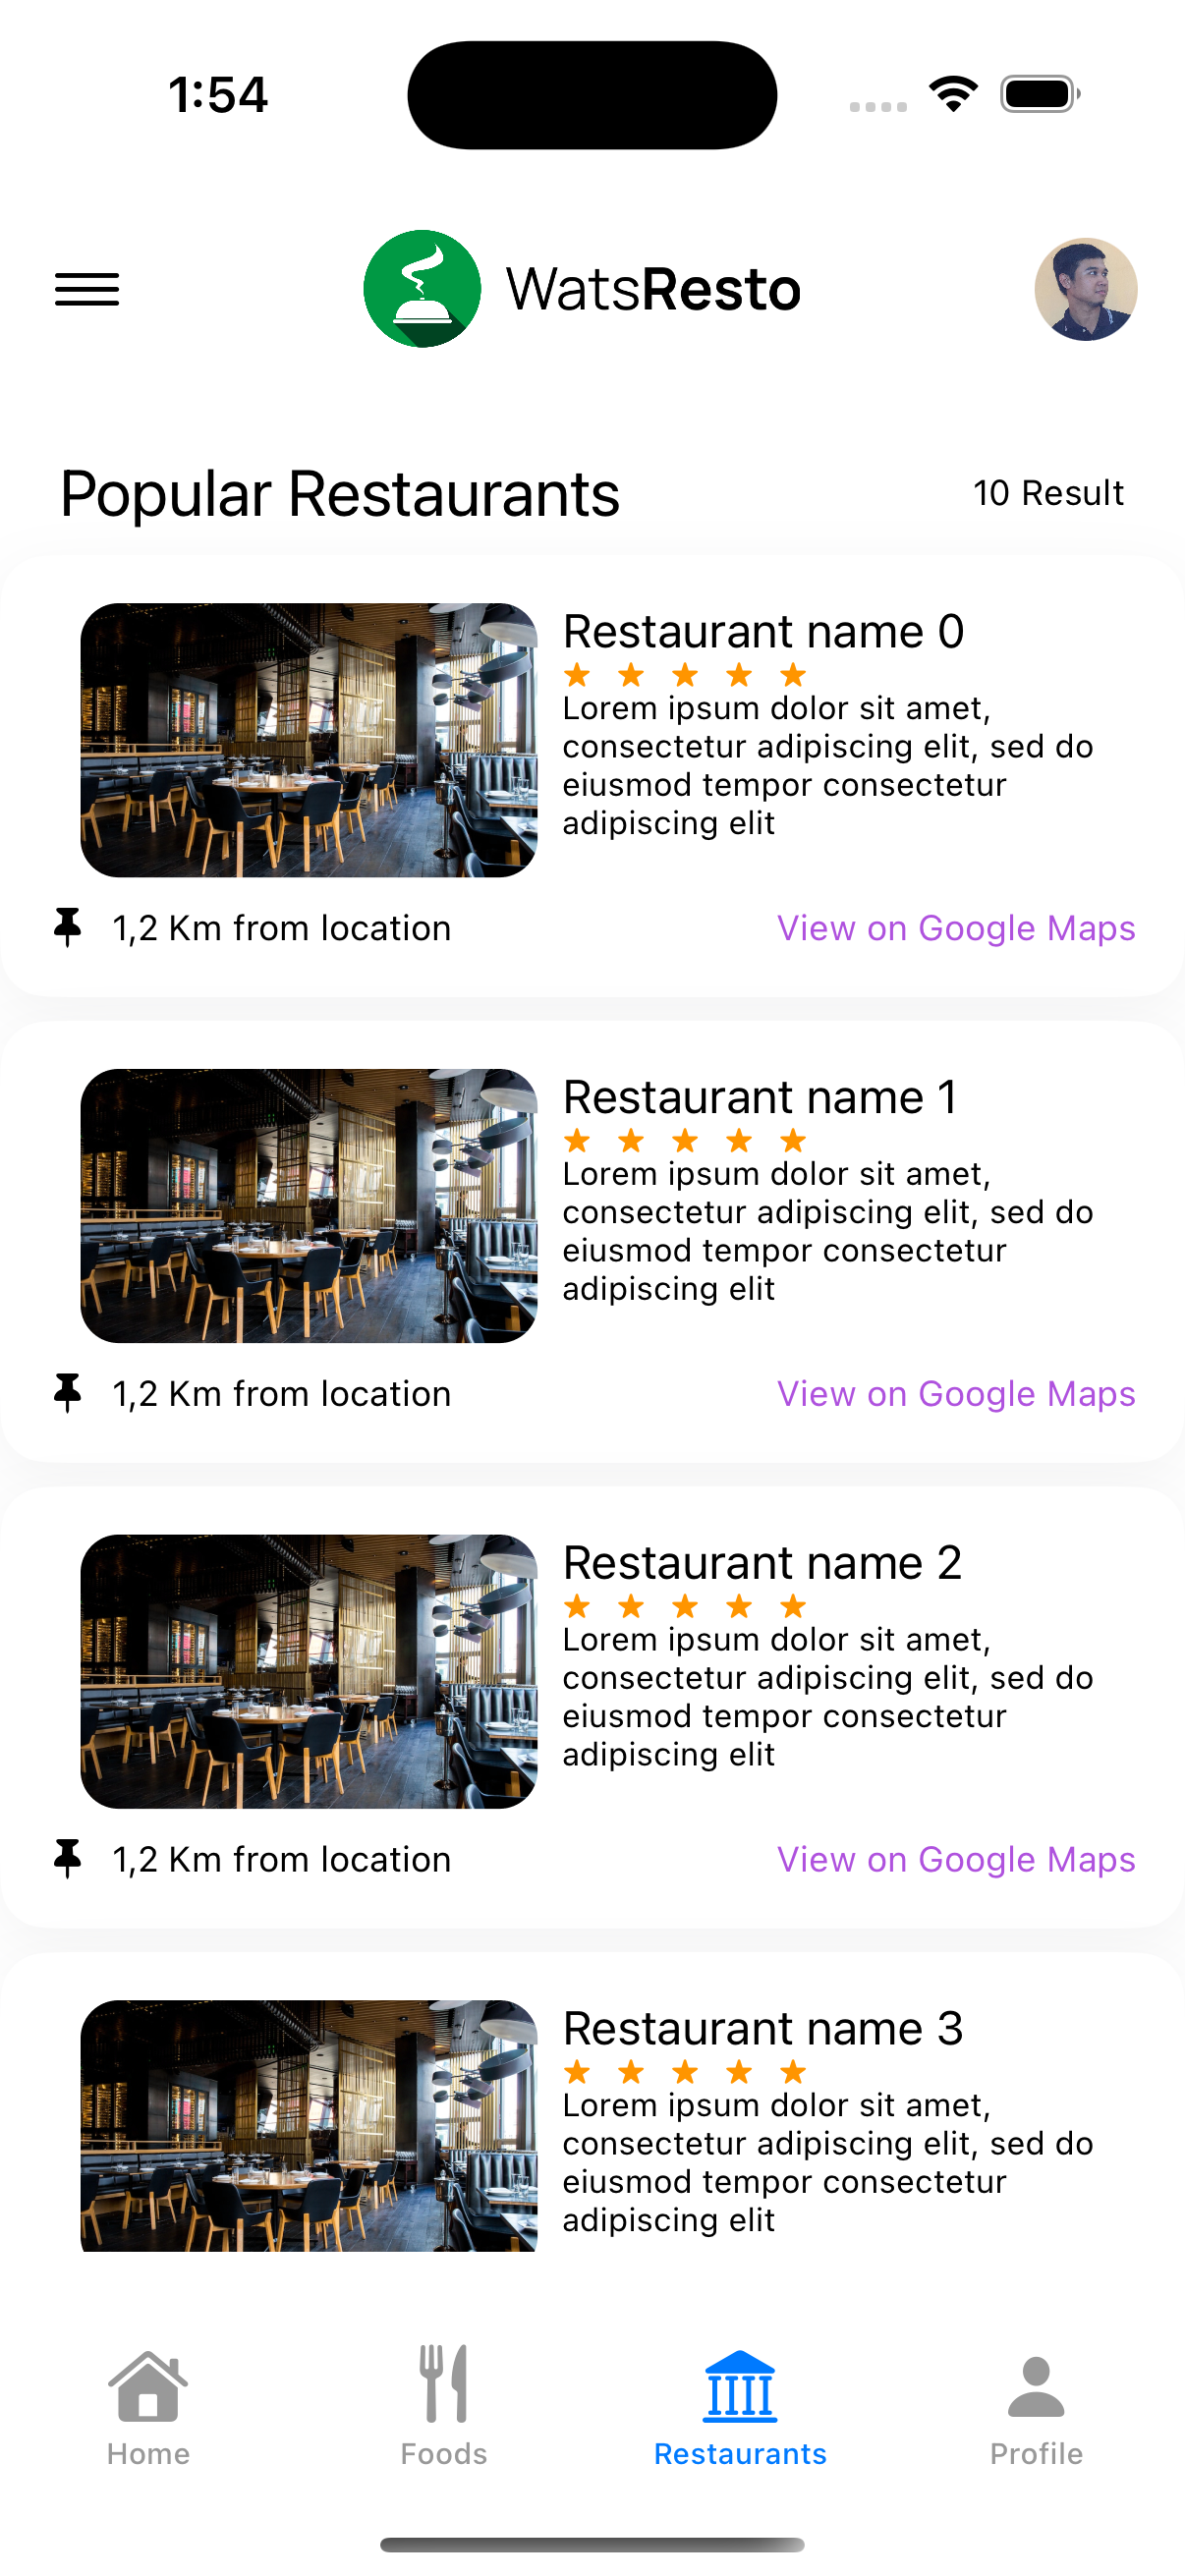 1:54
WatsResto
Popular Restaurants
10 Result
Restaurant name 0
Lorem ipsum dolor sit amet,
consectetur adipiscing elit, sed do
eiusmod tempor consectetur
adipiscing elit
1,2 Km from location
View on Google Maps
Restaurant name 1
Lorem ipsum dolor sit amet,
consectetur adipiscing elit, sed do
eiusmod tempor consectetur
adipiscing elit
1,2 Km from location
View on Google Maps
Restaurant name 2
Lorem ipsum dolor sit amet,
consectetur adipiscing elit, sed do
eiusmod tempor consectetur
adipiscing elit
1,2 Km from location
View on Google Maps
Restaurant name 3
Lorem ipsum dolor sit amet,
consectetur adipiscing elit, sed do
eiusmod tempor consectetur
adipiscing elit
Home
Foods
Restaurants
Profile